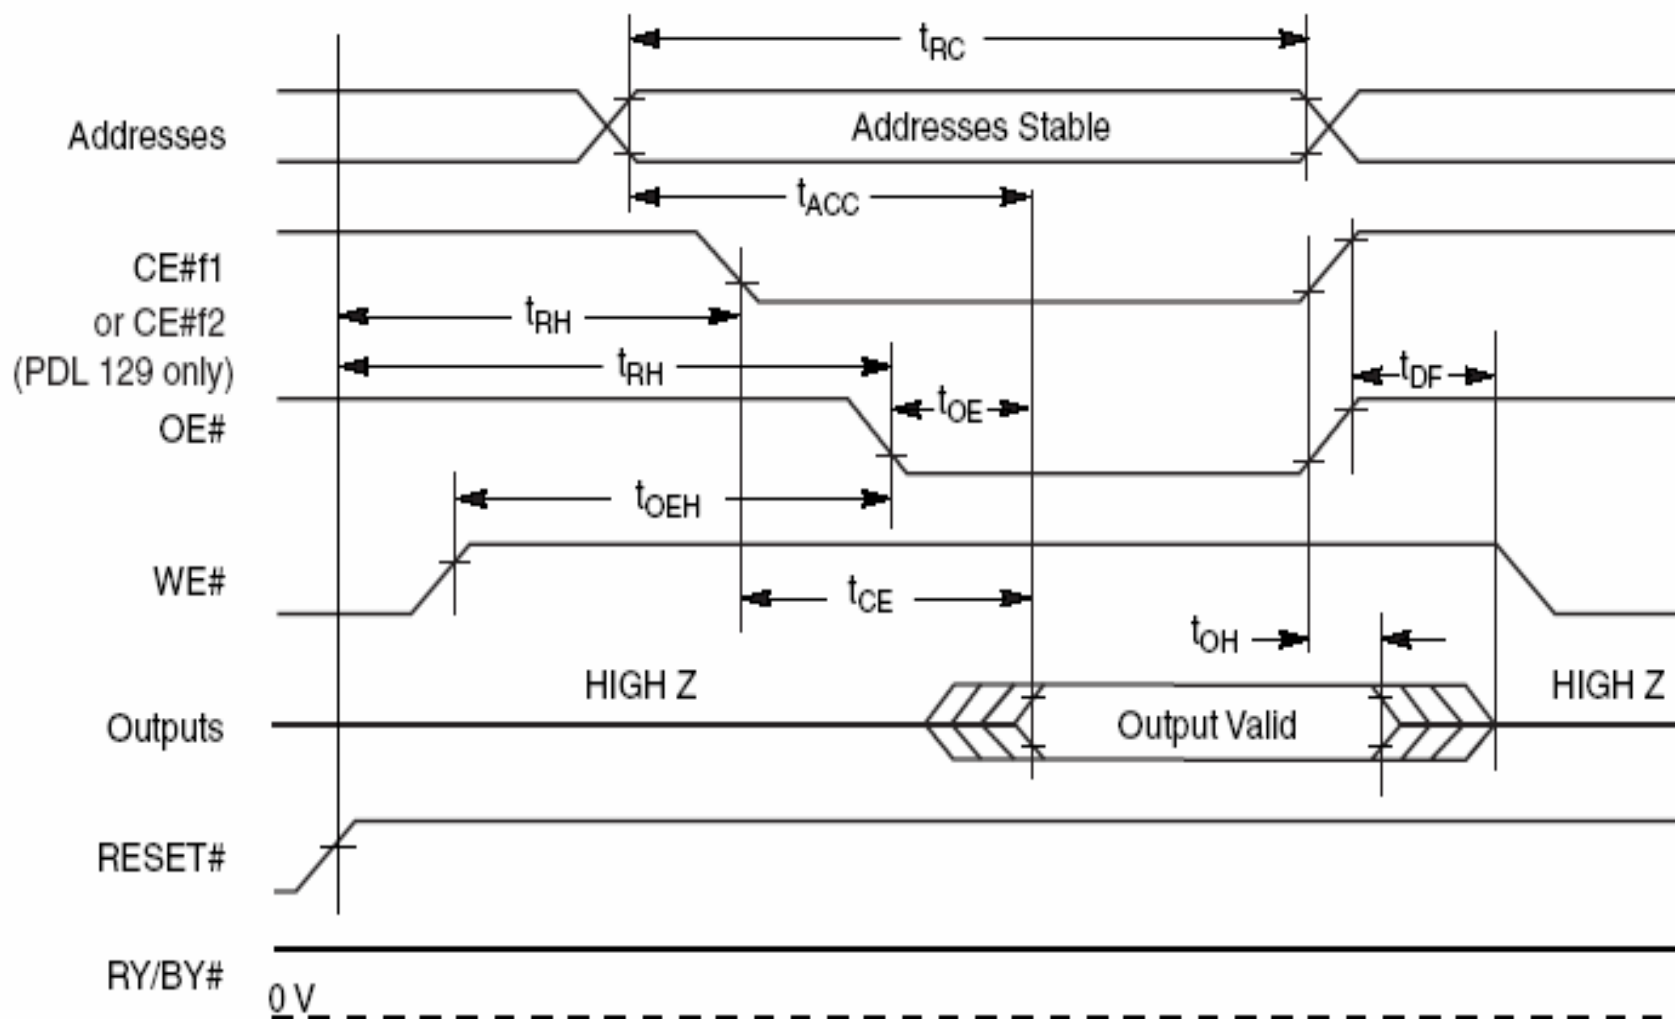 tRC
Addresses
Addresses Stable
tACC
CE#f1
or CE#f2
(PDL 129 only)
tRH
tRH
tDF
OE#
tOE
tOEH
WE#
tCE
tOH
HIGH Z
HIGH Z
Outputs
Output Valid
RESET#
RY/BY#
0 V